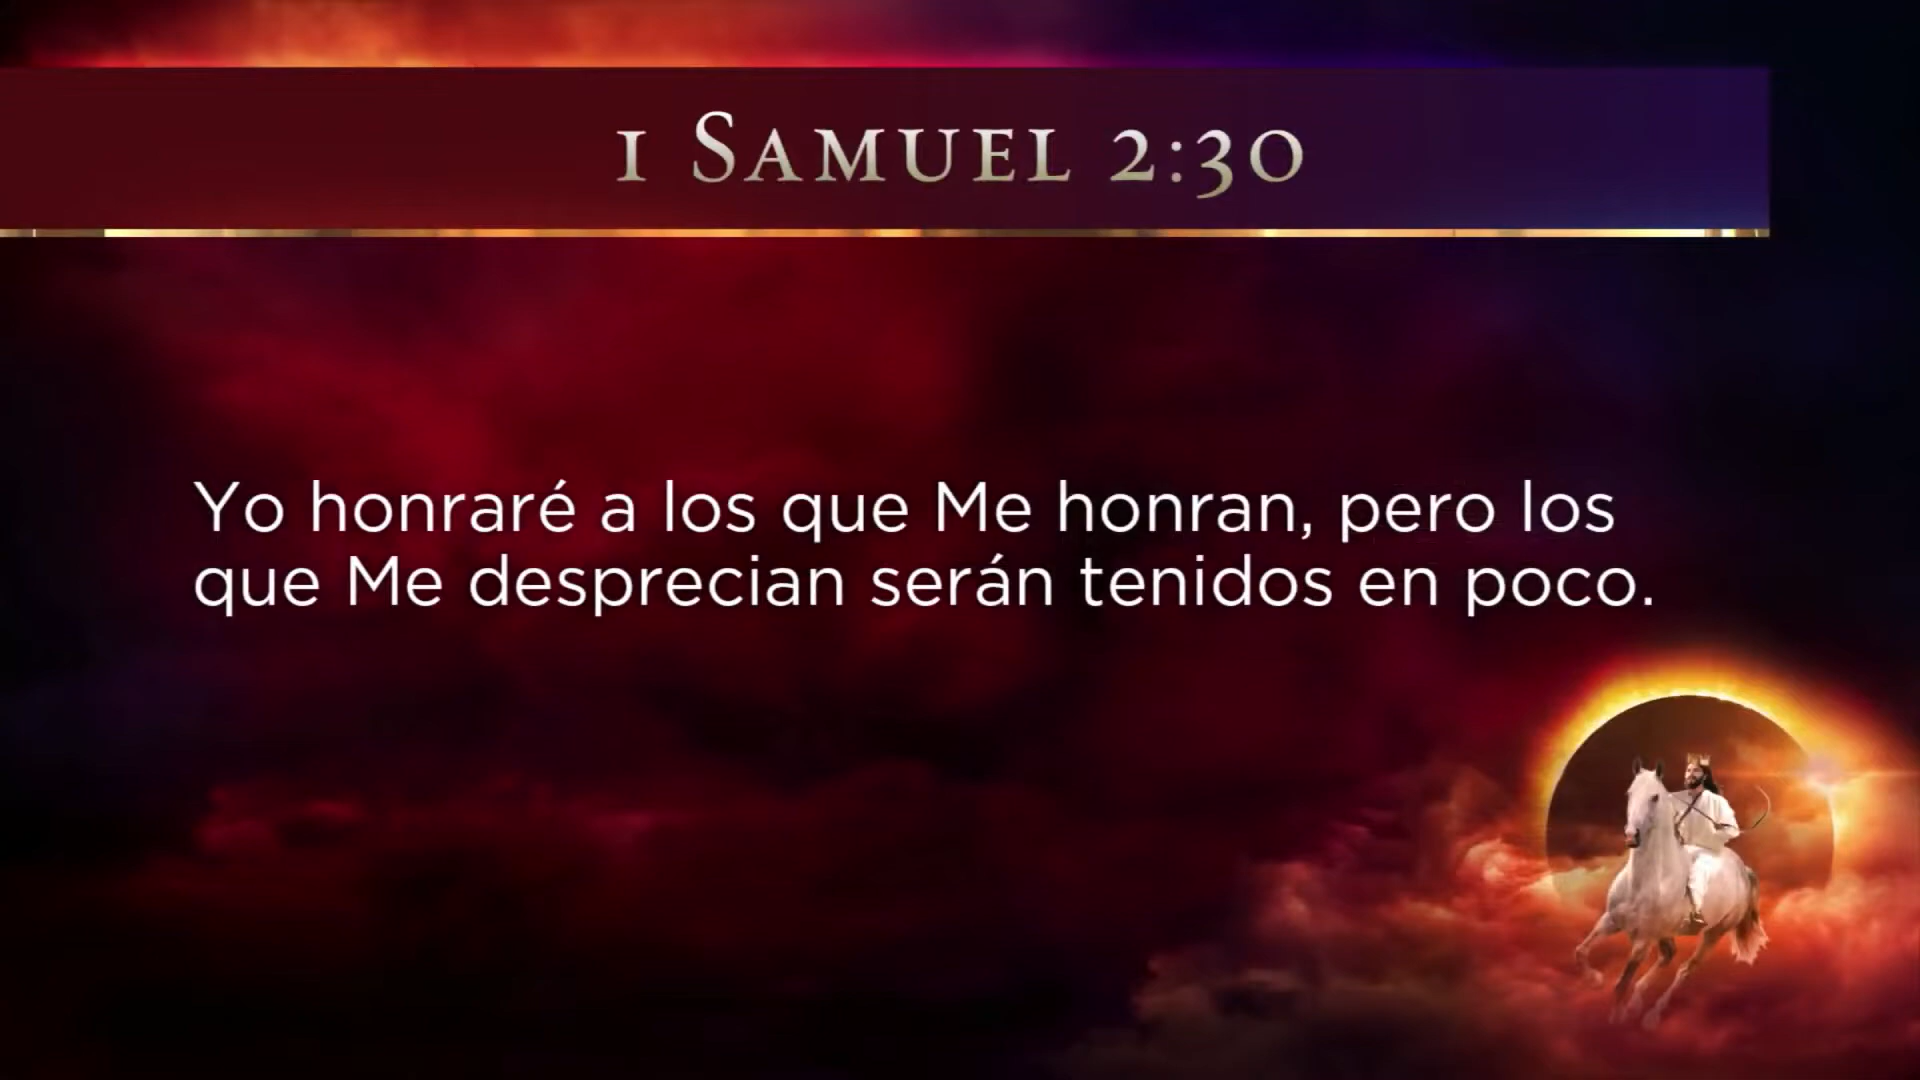 1 Samuel 2:30
Yo honraré a los que Me honran, pero los
que Me desprecian serán tenidos en poco.